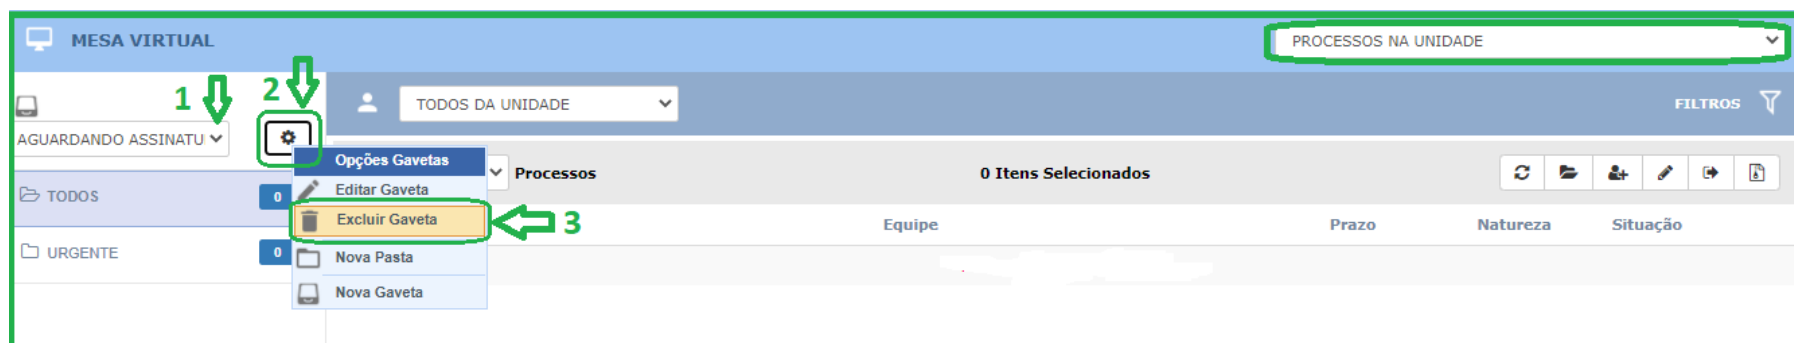 MESA VIRTUAL
PROCESSOS NA UNIDADE
1
2
TODOS DA UNIDADE
FILTROS
AGUARDANDO ASSINATU
Opções Gavetas
Processos
0 Itens Selecionados
TODOS
0
Editar Gaveta
Excluir Gaveta
3
Equipe
Prazo
Natureza
Situação
URGENTE
0
Nova Pasta
Nova Gaveta